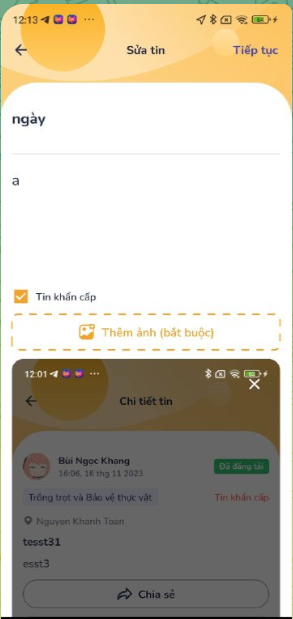 12:13
Sửa tin
Tiếp tục
ngày
a
Tin khẩn cấp
Thêm ảnh (bắt buộc)
12:01
Chi tiết tin
Bùi Ngọc Khang
Đã đăng tải
16:06, 16 thg 11 2023
Trồng trọt và Bảo vệ thực vật
Tin khẩn cấp
Nguyen Khanh Toan
tesst31
esst3
Chia sẻ